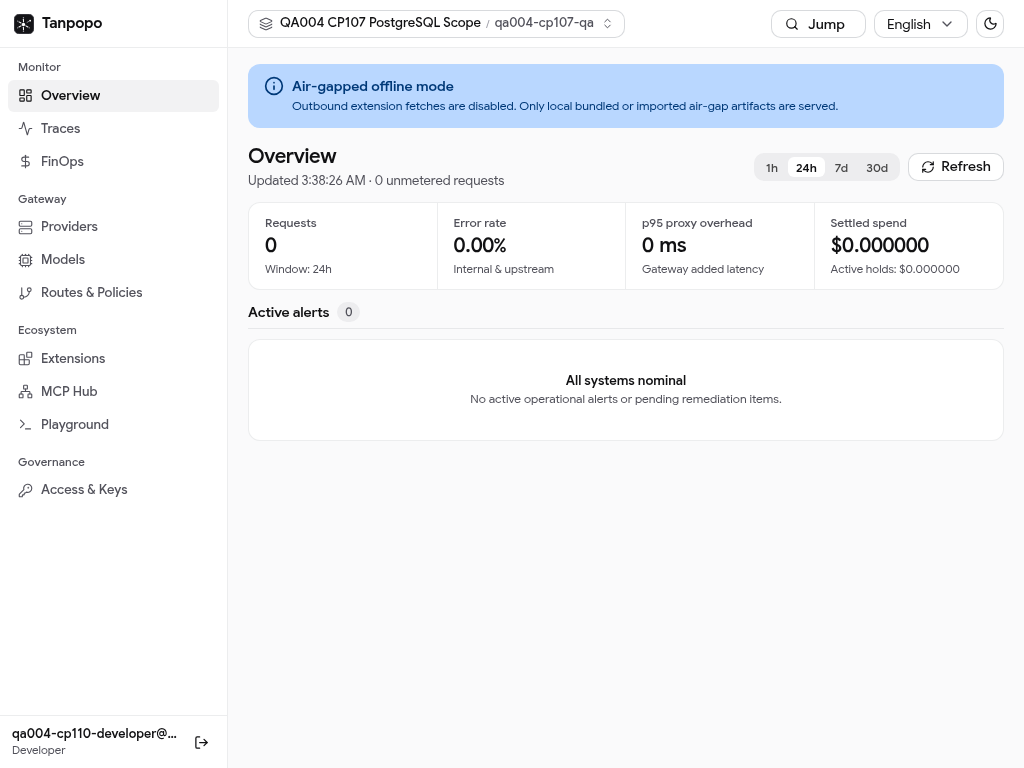 Tanpopo
QA004 CP107 PostgreSQL Scope / qa004-cp107-qa
Jump
English
Monitor
Overview
Traces
FinOps
Gateway
Providers
Models
Routes & Policies
Ecosystem
Extensions
MCP Hub
Playground
Governance
Access & Keys
qa004-cp110-developer@...
Developer
Air-gapped offline mode
Outbound extension fetches are disabled. Only local bundled or imported air-gap artifacts are served.
Overview
Updated 3:38:26 AM · 0 unmetered requests
1h 24h 7d 30d
Refresh
Requests
0
Window: 24h
Error rate
0.00%
Internal & upstream
p95 proxy overhead
0 ms
Gateway added latency
Settled spend
$0.000000
Active holds: $0.000000
Active alerts 0
All systems nominal
No active operational alerts or pending remediation items.